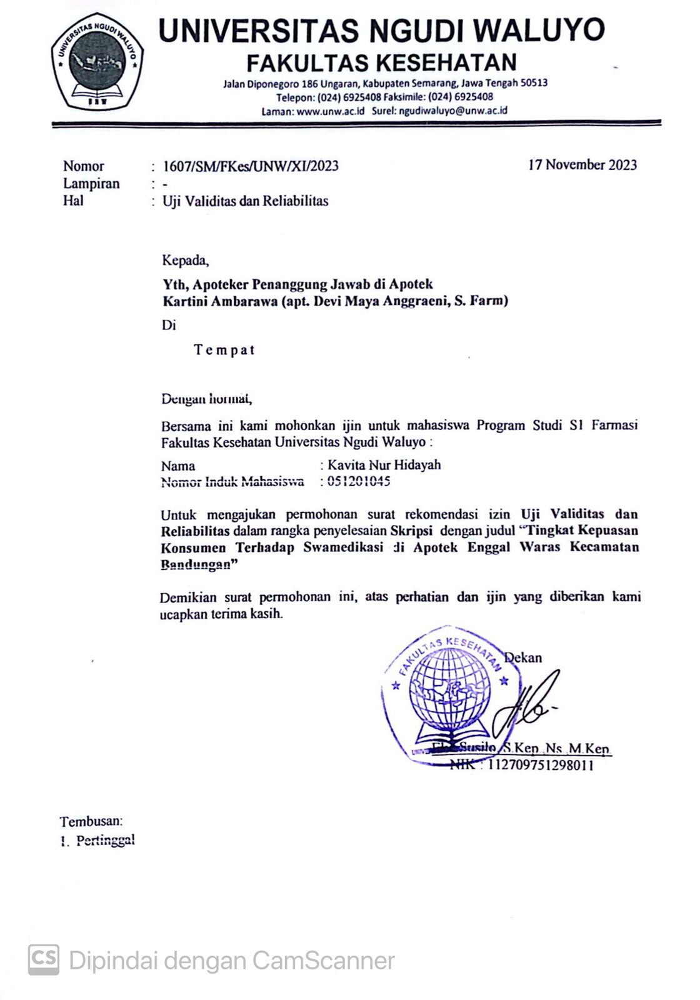 UNIVERSITAS NGUDI WALUYO
UNIVERSITAS NGUDI WALUYO
UNW
FAKULTAS KESEHATAN
Jalan Diponegoro 186 Ungaran, Kabupaten Semarang, Jawa Tengah 50513
Telepon: (024) 6925408 Faksimile: (024) 6925408
Laman: www.unw.ac.id Surel: ngudiwaluyo@unw.ac.id
Nomor : 1607/SM/FKes/UNW/XI/2023 17 November 2023
Lampiran : -
Hal : Uji Validitas dan Reliabilitas
Kepada,
Yth, Apoteker Penanggung Jawab di Apotek
Kartini Ambarawa (apt. Devi Maya Anggraeni, S. Farm)
Di
Tempat
Dengan hormat,
Bersama ini kami mohonkan ijin untuk mahasiswa Program Studi S1 Farmasi
Fakultas Kesehatan Universitas Ngudi Waluyo :
Nama : Kavita Nur Hidayah
Nomor Induk Mahasiswa : 051201045
Untuk mengajukan permohonan surat rekomendasi izin Uji Validitas dan
Reliabilitas dalam rangka penyelesaian Skripsi dengan judul “Tingkat Kepuasan
Konsumen Terhadap Swamedikasi di Apotek Enggal Waras Kecamatan
Bandungan”
Demikian surat permohonan ini, atas perhatian dan ijin yang diberikan kami
ucapkan terima kasih.
FAKULTAS KESEHATAN
Dekan
Susilo, S.Kep.,Ns.,M.Kep.
NIK : 112709751298011
Tembusan:
1. Pertinggal
CS Dipindai dengan CamScanner